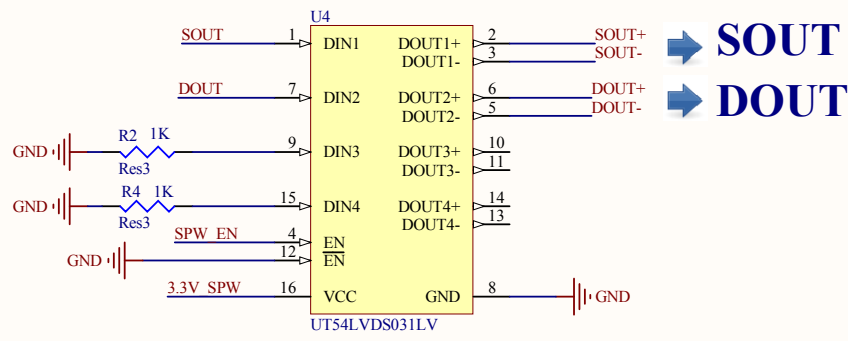 U4
SOUT 1 DIN1 DOUT1+ 2 SOUT+ SOUT
DOUT1- 3 SOUT-
DOUT 7 DIN2 DOUT2+ 6 DOUT+ DOUT
DOUT2- 5 DOUT-
GND R2 1K Res3 9 DIN3 DOUT3+ 10
DOUT3- 11
GND R4 1K Res3 15 DIN4 DOUT4+ 14
DOUT4- 13
SPW_EN 4 EN
GND 12 EN
3.3V_SPW 16 VCC GND 8 GND
UT54LVDS031LV